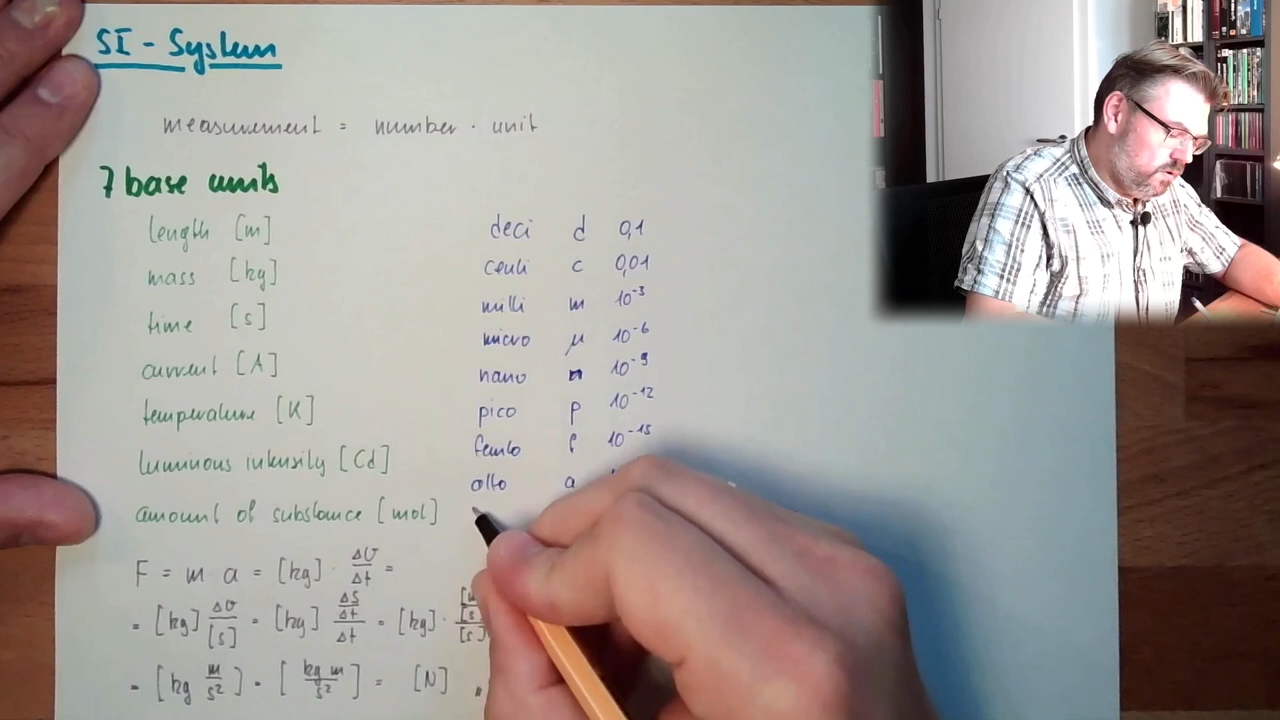 SI - System
measurement = number · unit
7 base units
length [m]
mass [kg]
time [s]
current [A]
temperature [K]
luminous intensity [Cd]
amount of substance [mol]
deci d 0,1
centi c 0,01
milli m 10⁻³
micro μ 10⁻⁶
nano n 10⁻⁹
pico p 10⁻¹²
femto f 10⁻¹⁵
atto a
F = m · a = [kg] · Δv/Δt =
= [kg] Δv/[s] = [kg] Δs/Δt/Δt = [kg] ·
= [kg m/s²] = [kg m/s²] = [N]